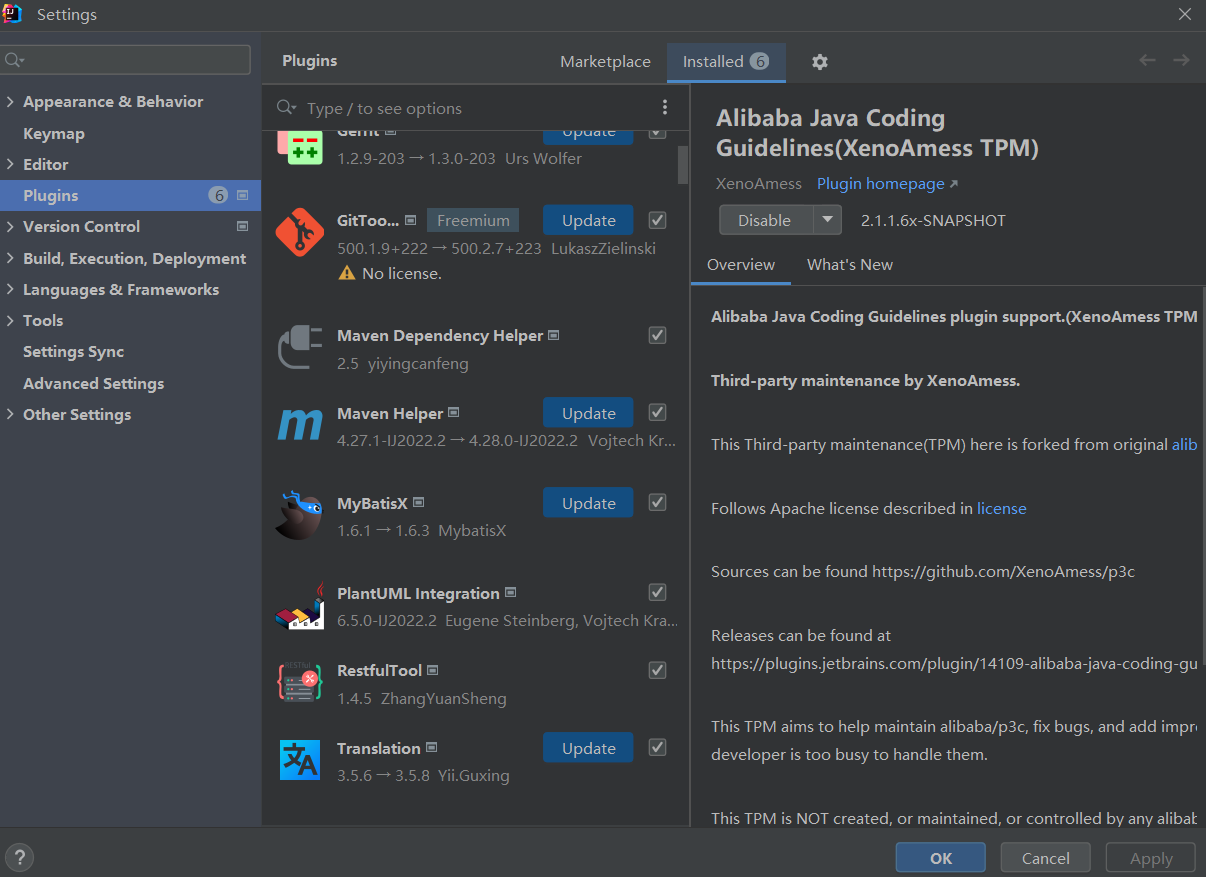 Settings
Plugins
Marketplace
Installed 6
Type / to see options
Appearance & Behavior
Keymap
Editor
Plugins 6
Version Control
Build, Execution, Deployment
Languages & Frameworks
Tools
Settings Sync
Advanced Settings
Other Settings
Gerrit Update
1.2.9-203 → 1.3.0-203 Urs Wolfer
GitToo... Freemium Update
500.1.9+222 → 500.2.7+223 LukaszZielinski
No license.
Maven Dependency Helper
2.5 yiyingcanfeng
m
Maven Helper Update
4.27.1-IJ2022.2 → 4.28.0-IJ2022.2 Vojtech Kr...
MyBatisX Update
1.6.1 → 1.6.3 MybatisX
PlantUML Integration
6.5.0-IJ2022.2 Eugene Steinberg, Vojtech Kra...
RESTful
RestfulTool
1.4.5 ZhangYuanSheng
文A
Translation Update
3.5.6 → 3.5.8 Yii.Guxing
Alibaba Java Coding
Guidelines(XenoAmess TPM)
XenoAmess Plugin homepage ↗
Disable 2.1.1.6x-SNAPSHOT
Overview What's New
Alibaba Java Coding Guidelines plugin support.(XenoAmess TPM
Third-party maintenance by XenoAmess.
This Third-party maintenance(TPM) here is forked from original alib
Follows Apache license described in license
Sources can be found https://github.com/XenoAmess/p3c
Releases can be found at
https://plugins.jetbrains.com/plugin/14109-alibaba-java-coding-gu
This TPM aims to help maintain alibaba/p3c, fix bugs, and add impro
developer is too busy to handle them.
This TPM is NOT created, or maintained, or controlled by any alibab
?
OK
Cancel
Apply